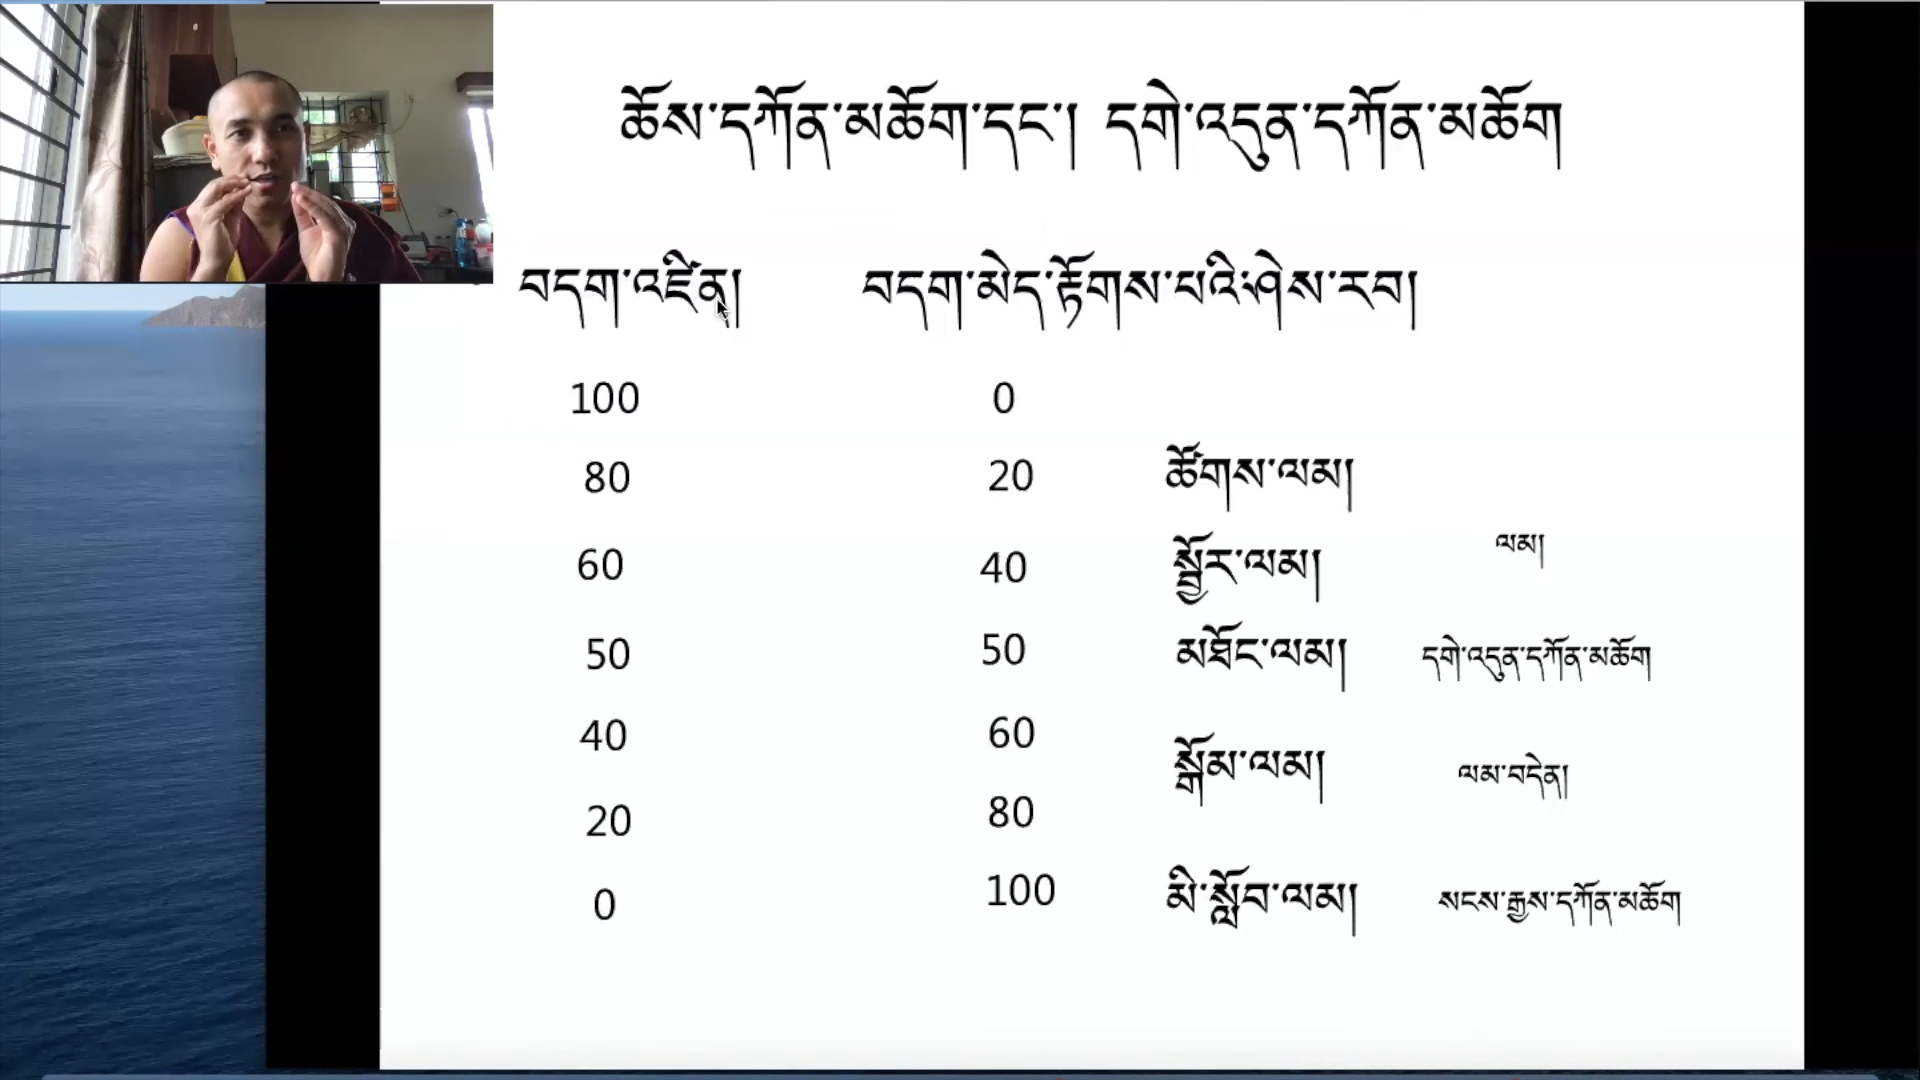 ཆོས་དཀོན་མཆོག་དང་། དགེ་འདུན་དཀོན་མཆོག
བདག་འཛིན། བདག་མེད་རྟོགས་པའི་ཤེས་རབ།
100 0
80 20 ཚོགས་ལམ།
ལམ།
60 40 སྦྱོར་ལམ།
50 50 མཐོང་ལམ། དགེ་འདུན་དཀོན་མཆོག
40 60 སྒོམ་ལམ། ལམ་བདེན།
20 80
0 100 མི་སློབ་ལམ། སངས་རྒྱས་དཀོན་མཆོག